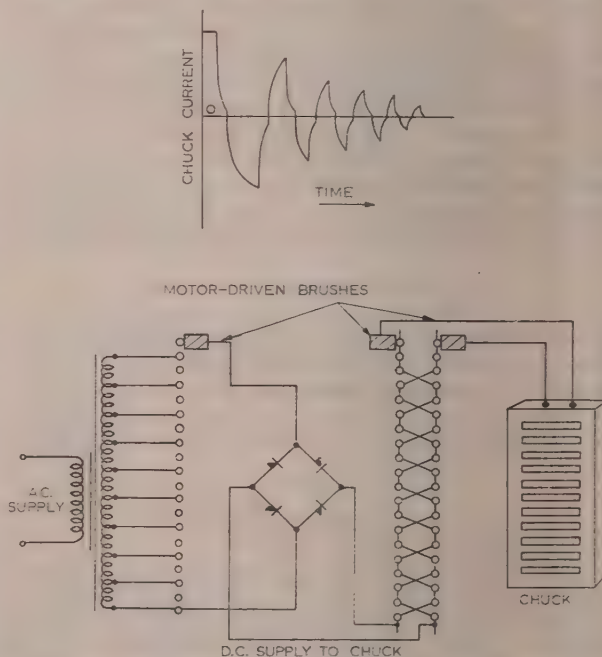 CHUCK CURRENT
O
TIME
MOTOR-DRIVEN BRUSHES
A.C.
SUPPLY
CHUCK
D.C. SUPPLY TO CHUCK